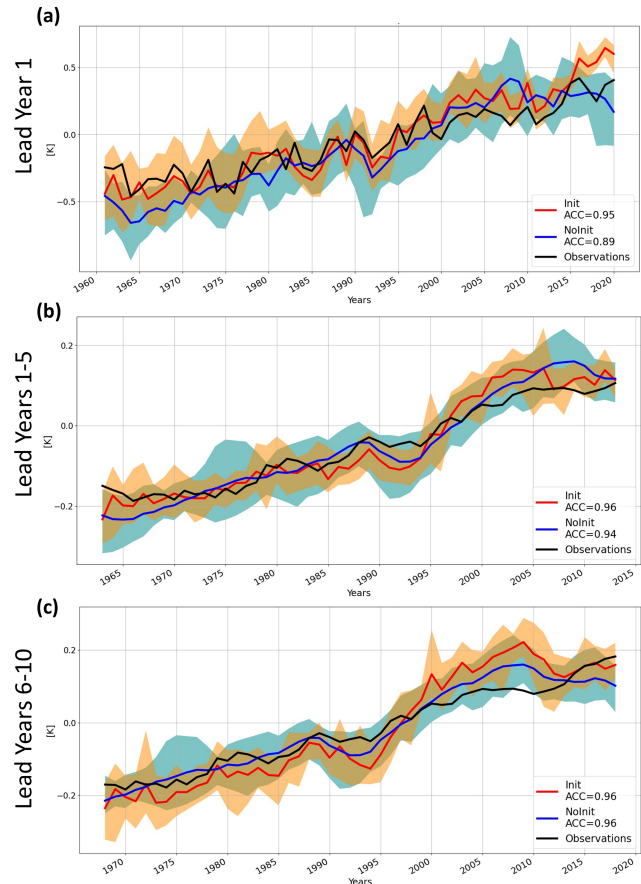 (a)
Lead Year 1
[K]
0.5
0.0
−0.5
Init
ACC=0.95
NoInit
ACC=0.89
Observations
1960 1965 1970 1975 1980 1985 1990 1995 2000 2005 2010 2015 2020
Years
(b)
Lead Years 1-5
[K]
0.2
0.0
−0.2
Init
ACC=0.96
NoInit
ACC=0.94
Observations
1965 1970 1975 1980 1985 1990 1995 2000 2005 2010 2015
Years
(c)
Lead Years 6-10
[K]
0.2
0.0
−0.2
Init
ACC=0.96
NoInit
ACC=0.96
Observations
1970 1975 1980 1985 1990 1995 2000 2005 2010 2015 2020
Years